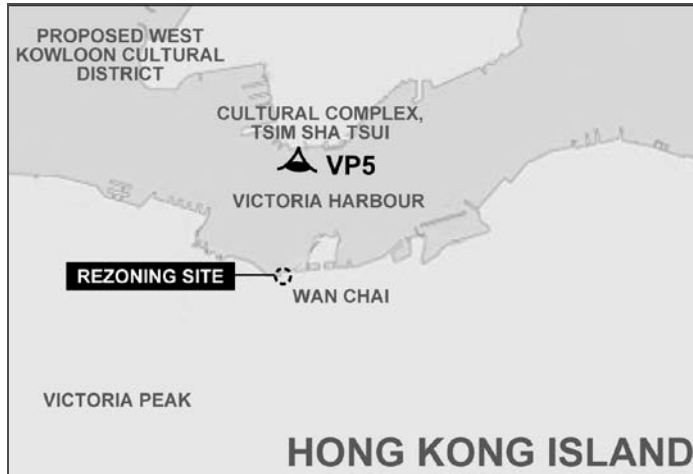 PROPOSED WEST
KOWLOON CULTURAL
DISTRICT
CULTURAL COMPLEX,
TSIM SHA TSUI
VP5
VICTORIA HARBOUR
REZONING SITE
WAN CHAI
VICTORIA PEAK
HONG KONG ISLAND